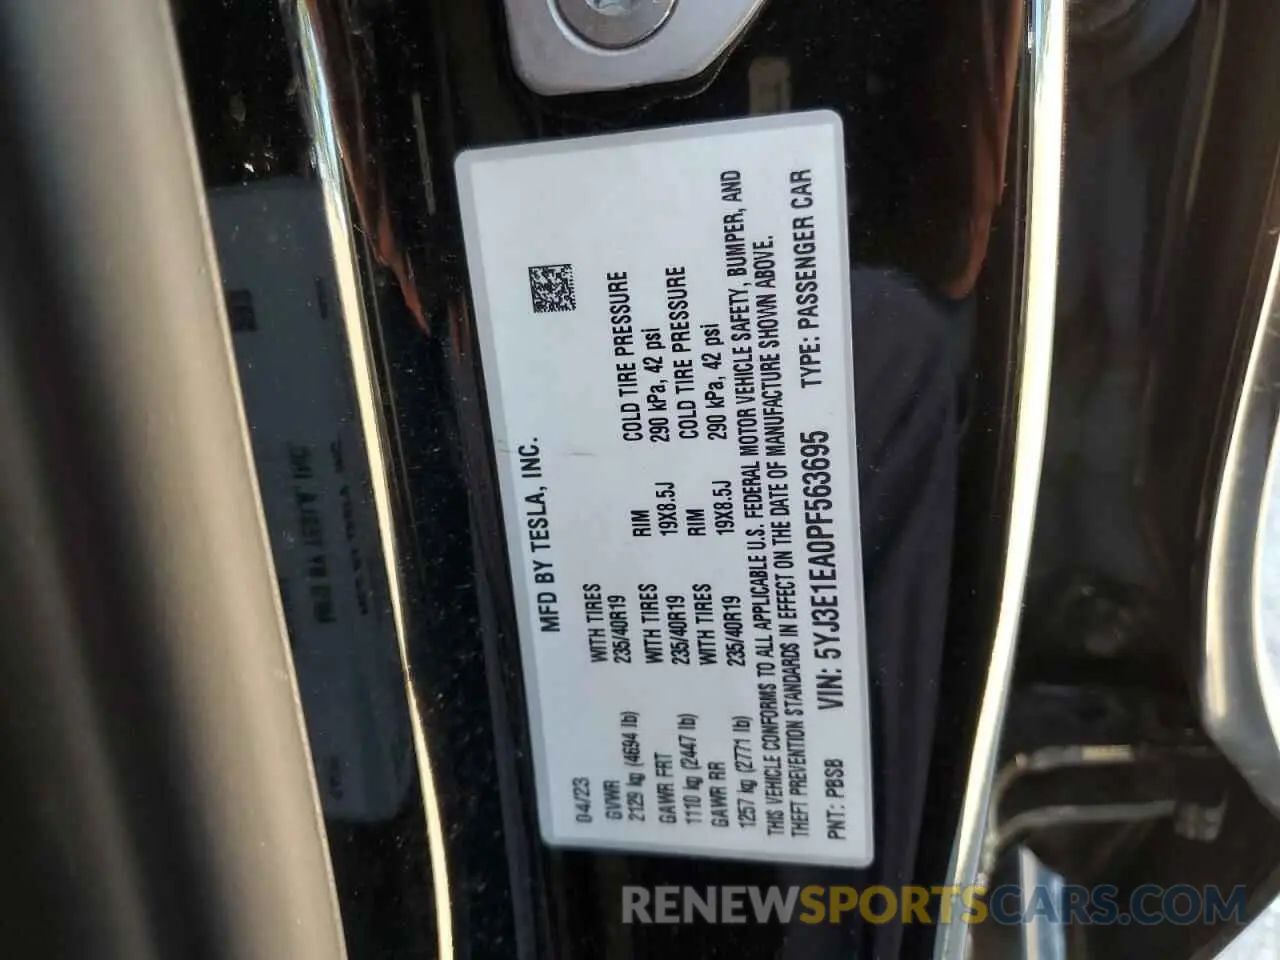 MFD BY TESLA, INC.
04/23
GVWR WITH TIRES RIM COLD TIRE PRESSURE
2129 kg (4694 lb) 235/40R19 19X8.5J 290 kPa, 42 psi
GAWR FRT WITH TIRES RIM COLD TIRE PRESSURE
1110 kg (2447 lb) 235/40R19 19X8.5J 290 kPa, 42 psi
GAWR RR WITH TIRES
1257 kg (2771 lb) 235/40R19
THIS VEHICLE CONFORMS TO ALL APPLICABLE U.S. FEDERAL MOTOR VEHICLE SAFETY, BUMPER, AND
THEFT PREVENTION STANDARDS IN EFFECT ON THE DATE OF MANUFACTURE SHOWN ABOVE.
PNT: PBSB VIN: 5YJ3E1EA0PF563695 TYPE: PASSENGER CAR
RENEWSPORTSCARS.COM